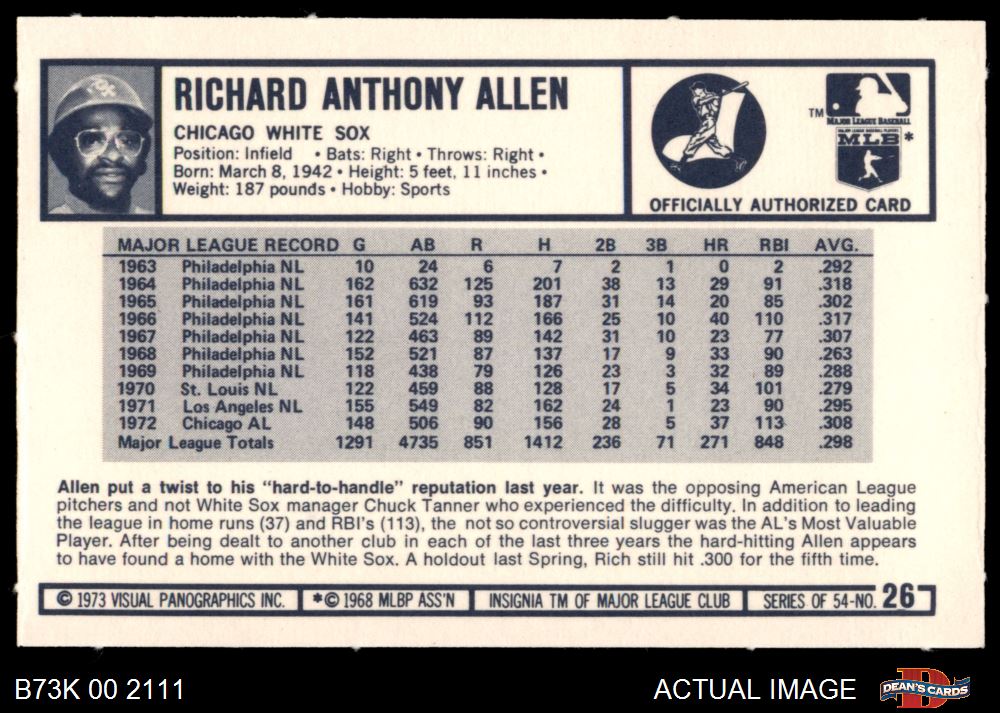 RICHARD ANTHONY ALLEN
CHICAGO WHITE SOX
Position: Infield • Bats: Right • Throws: Right •
Born: March 8, 1942 • Height: 5 feet, 11 inches •
Weight: 187 pounds • Hobby: Sports
TM
MAJOR LEAGUE BASEBALL
MAJOR LEAGUE BASEBALL PLAYERS
MLB *
OFFICIALLY AUTHORIZED CARD
MAJOR LEAGUE RECORD G AB R H 2B 3B HR RBI AVG.
1963 Philadelphia NL 10 24 6 7 2 1 0 2 .292
1964 Philadelphia NL 162 632 125 201 38 13 29 91 .318
1965 Philadelphia NL 161 619 93 187 31 14 20 85 .302
1966 Philadelphia NL 141 524 112 166 25 10 40 110 .317
1967 Philadelphia NL 122 463 89 142 31 10 23 77 .307
1968 Philadelphia NL 152 521 87 137 17 9 33 90 .263
1969 Philadelphia NL 118 438 79 126 23 3 32 89 .288
1970 St. Louis NL 122 459 88 128 17 5 34 101 .279
1971 Los Angeles NL 155 549 82 162 24 1 23 90 .295
1972 Chicago AL 148 506 90 156 28 5 37 113 .308
Major League Totals 1291 4735 851 1412 236 71 271 848 .298
Allen put a twist to his "hard-to-handle" reputation last year. It was the opposing American League
pitchers and not White Sox manager Chuck Tanner who experienced the difficulty. In addition to leading
the league in home runs (37) and RBI's (113), the not so controversial slugger was the AL's Most Valuable
Player. After being dealt to another club in each of the last three years the hard-hitting Allen appears
to have found a home with the White Sox. A holdout last Spring, Rich still hit .300 for the fifth time.
© 1973 VISUAL PANOGRAPHICS INC. *© 1968 MLBP ASS'N INSIGNIA TM OF MAJOR LEAGUE CLUB SERIES OF 54-NO. 26
B73K 00 2111
ACTUAL IMAGE
DEAN'S CARDS